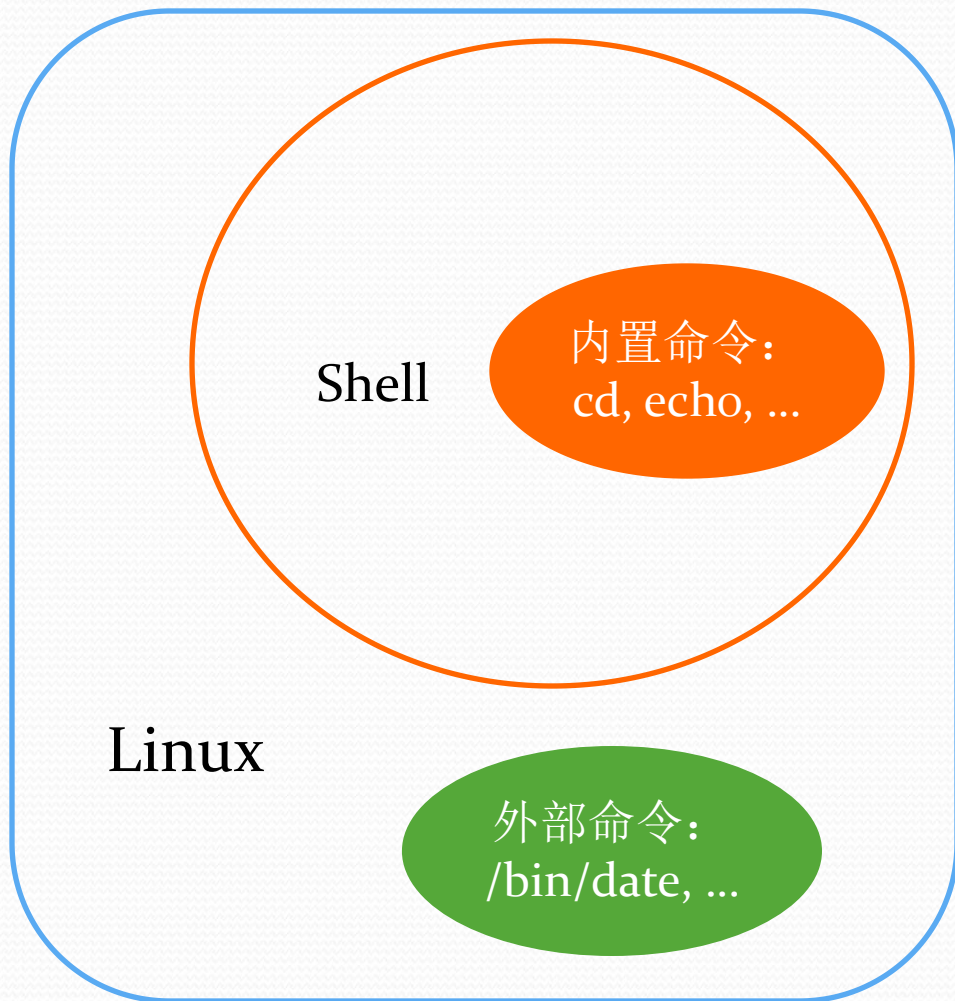 Shell
内置命令：
cd, echo, ...
Linux
外部命令：
/bin/date, ...